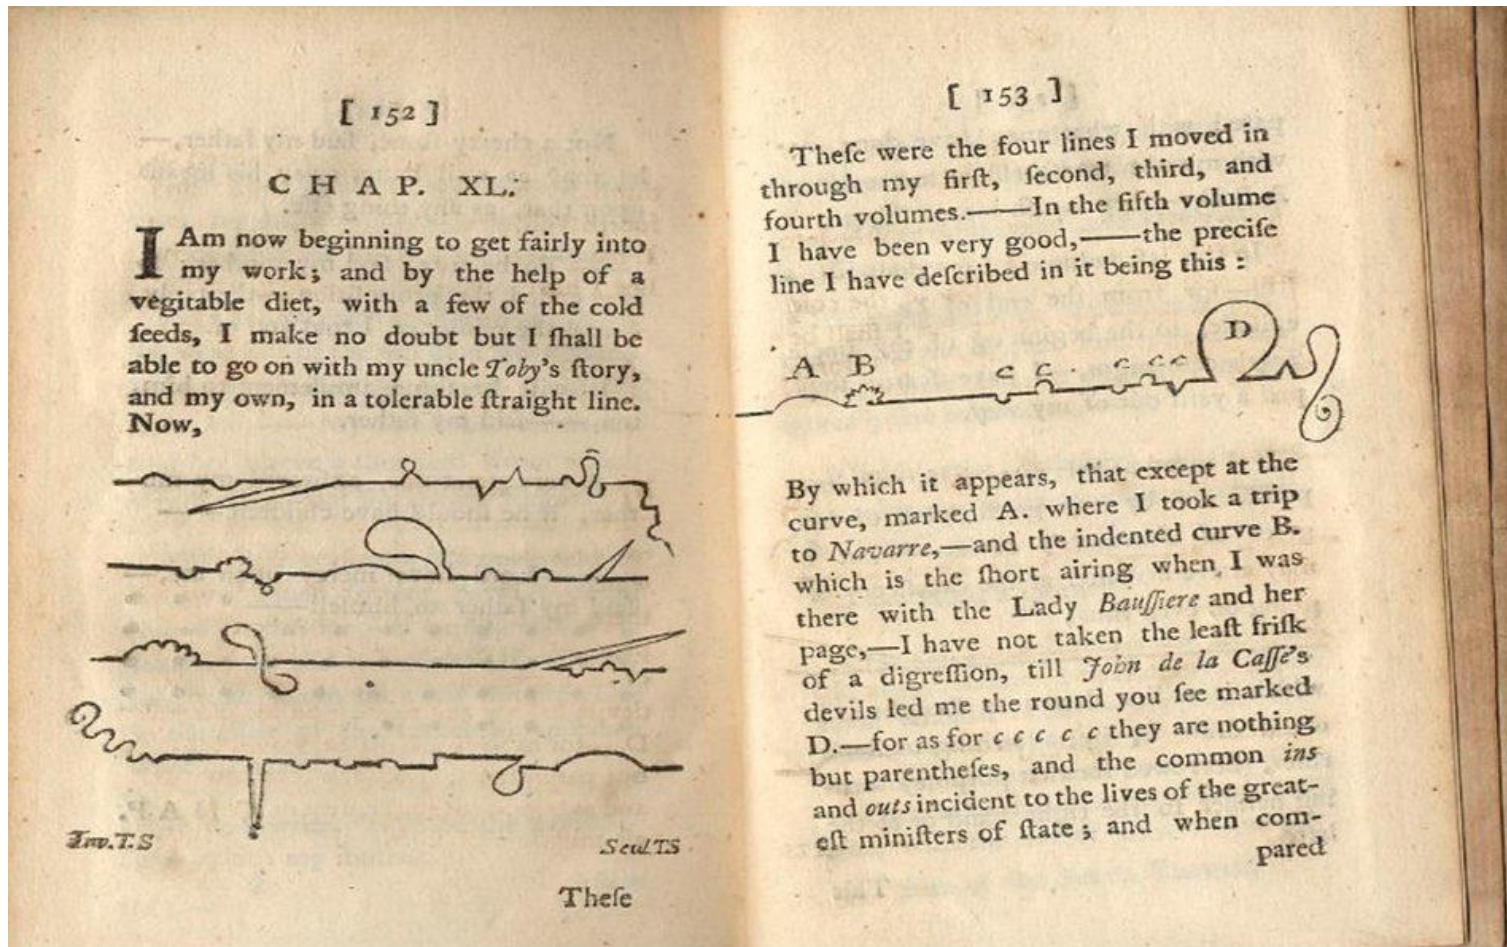 [ 152 ]
C H A P. XL.
I Am now beginning to get fairly into
my work; and by the help of a
vegitable diet, with a few of the cold
ſeeds, I make no doubt but I ſhall be
able to go on with my uncle Toby's ſtory,
and my own, in a tolerable ſtraight line.
Now,
Inv.T.S
Scul.T.S
Theſe
[ 153 ]
Theſe were the four lines I moved in
through my firſt, ſecond, third, and
fourth volumes.——In the fifth volume
I have been very good,——the preciſe
line I have deſcribed in it being this :
A B c c c c c D
By which it appears, that except at the
curve, marked A. where I took a trip
to Navarre,—and the indented curve B.
which is the ſhort airing when I was
there with the Lady Bauſſiere and her
page,—I have not taken the leaſt friſk
of a digreſſion, till John de la Caſſe's
devils led me the round you ſee marked
D.—for as for c c c c c they are nothing
but parentheſes, and the common ins
and outs incident to the lives of the great-
eſt miniſters of ſtate ; and when com-
pared